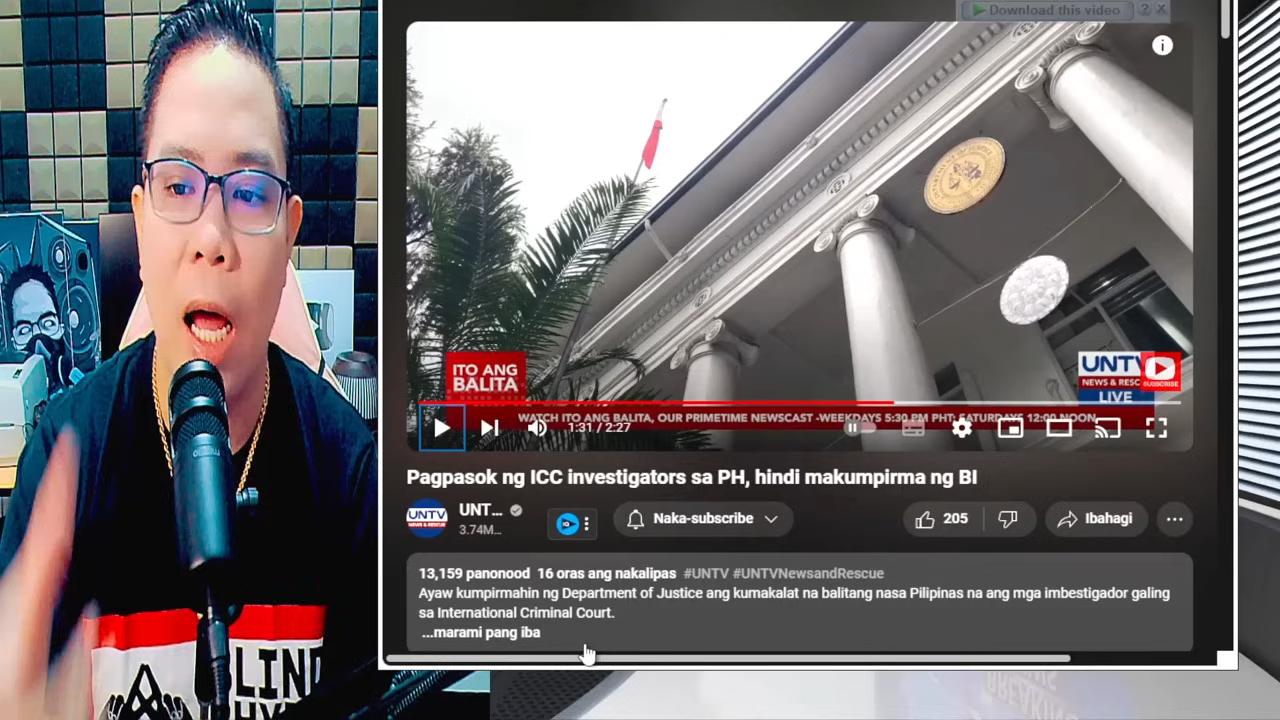 Download this video
ITO ANG
BALITA
UNTV
NEWS & RESC
SUBSCRIBE
LIVE
WATCH ITO ANG BALITA, OUR PRIMETIME NEWSCAST -WEEKDAYS 5:30 PM PHT; SATURDAYS 12:00 NOON
1:31 / 2:27
Pagpasok ng ICC investigators sa PH, hindi makumpirma ng BI
UNTV
NEWS & RESCUE
UNT...
3.74M...
Naka-subscribe
205
Ibahagi
13,159 panonood 16 oras ang nakalipas #UNTV #UNTVNewsandRescue
Ayaw kumpirmahin ng Department of Justice ang kumakalat na balitang nasa Pilipinas na ang mga imbestigador galing
sa International Criminal Court.
...marami pang iba